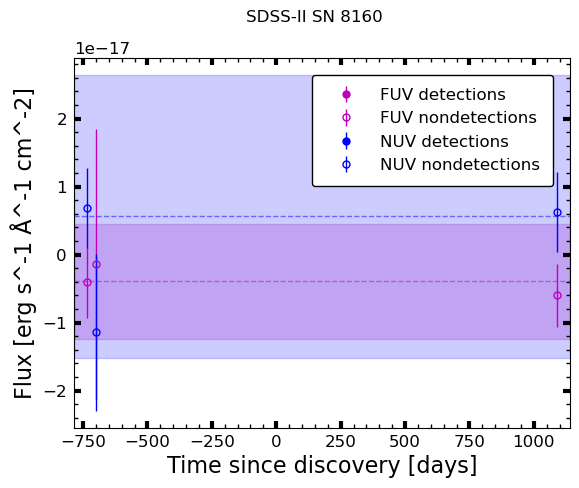 SDSS-II SN 8160
1e−17
FUV detections
FUV nondetections
NUV detections
NUV nondetections
2
1
0
−1
−2
Flux [erg s^-1 Å^-1 cm^-2]
−750 −500 −250 0 250 500 750 1000
Time since discovery [days]